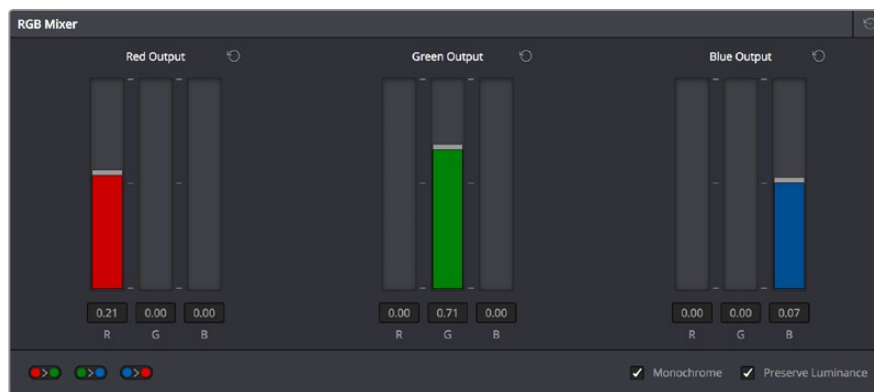 RGB Mixer
Red Output
Green Output
Blue Output
0.21 0.00 0.00
R G B
0.00 0.71 0.00
R G B
0.00 0.00 0.07
R G B
Monochrome
Preserve Luminance